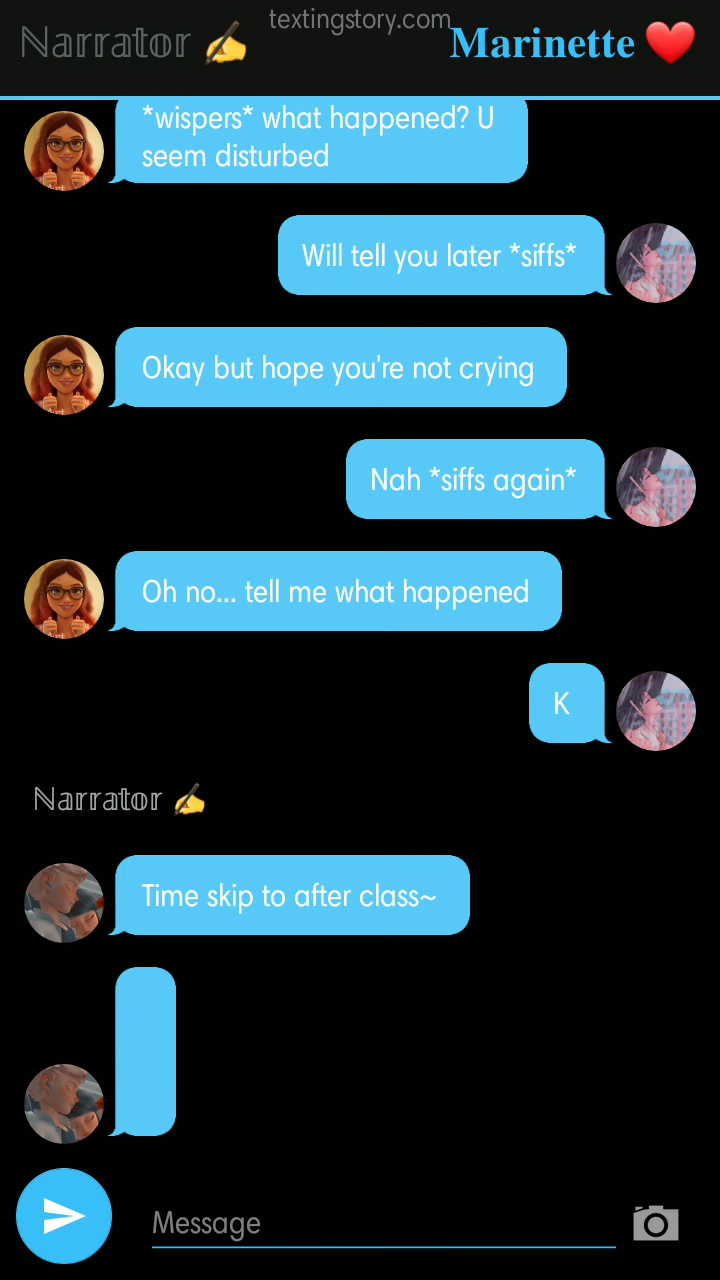 textingstory.com
Narrator ✍️
Marinette ❤️
*wispers* what happened? U
seem disturbed
Will tell you later *siffs*
Okay but hope you're not crying
Nah *siffs again*
Oh no... tell me what happened
K
Narrator ✍️
Time skip to after class~
Message